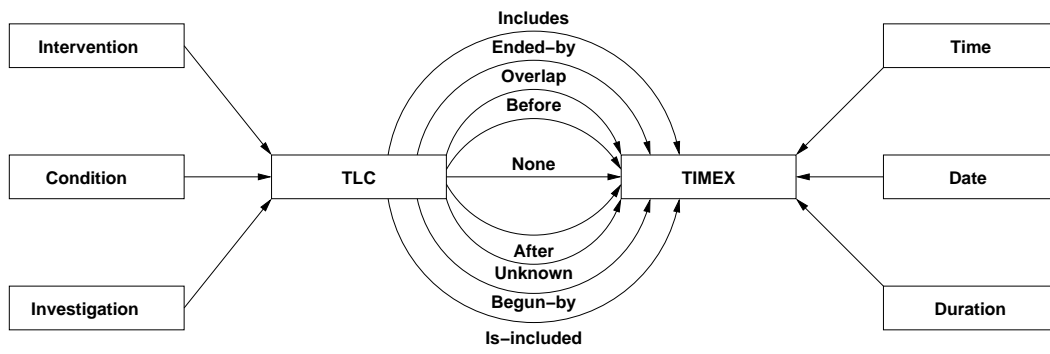 Includes
Intervention
Ended−by
Time
Overlap
Before
Condition
TLC
None
TIMEX
Date
After
Unknown
Investigation
Begun−by
Duration
Is−included